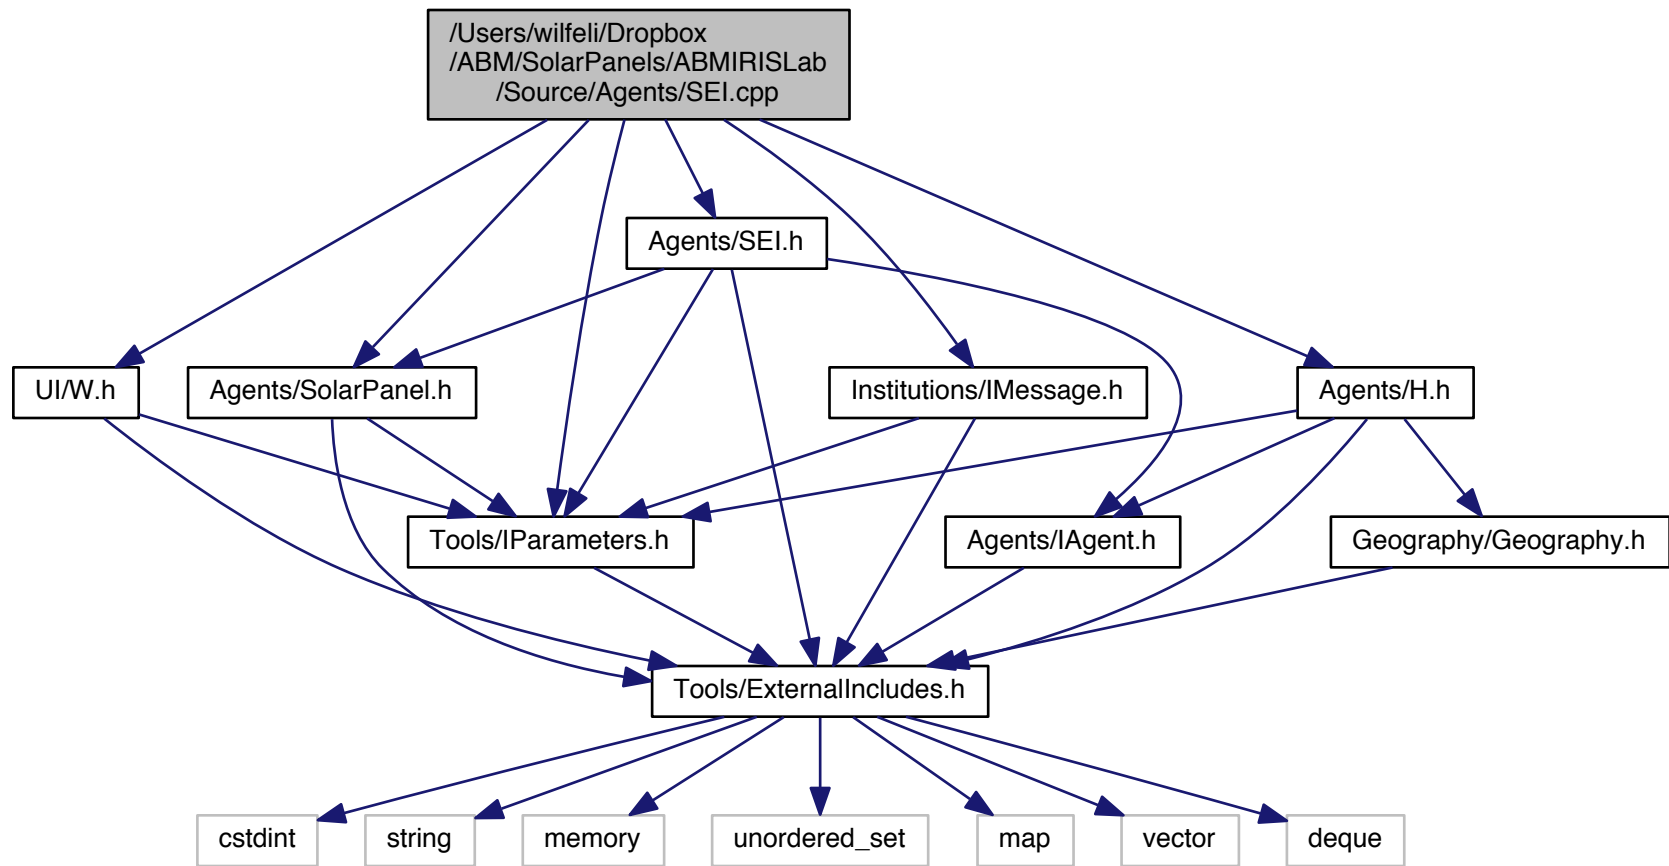 /Users/wilfeli/Dropbox
/ABM/SolarPanels/ABMIRISLab
/Source/Agents/SEI.cpp
Agents/SEI.h
UI/W.h
Agents/SolarPanel.h
Institutions/IMessage.h
Agents/H.h
Tools/IParameters.h
Agents/IAgent.h
Geography/Geography.h
Tools/ExternalIncludes.h
cstdint
string
memory
unordered_set
map
vector
deque